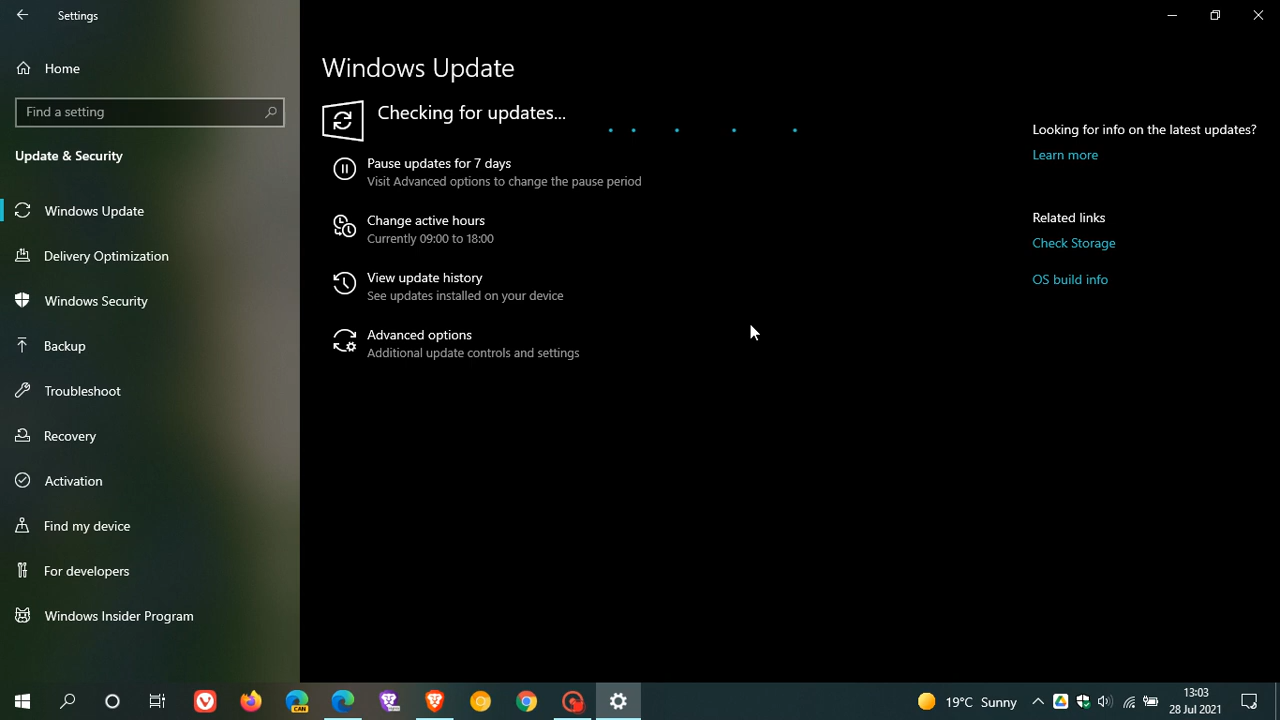 Settings
Home
Find a setting
Update & Security
Windows Update
Delivery Optimization
Windows Security
Backup
Troubleshoot
Recovery
Activation
Find my device
For developers
Windows Insider Program
Windows Update
Checking for updates...
Pause updates for 7 days
Visit Advanced options to change the pause period
Change active hours
Currently 09:00 to 18:00
View update history
See updates installed on your device
Advanced options
Additional update controls and settings
Looking for info on the latest updates?
Learn more
Related links
Check Storage
OS build info
CAN
19°C Sunny
13:03
28 Jul 2021